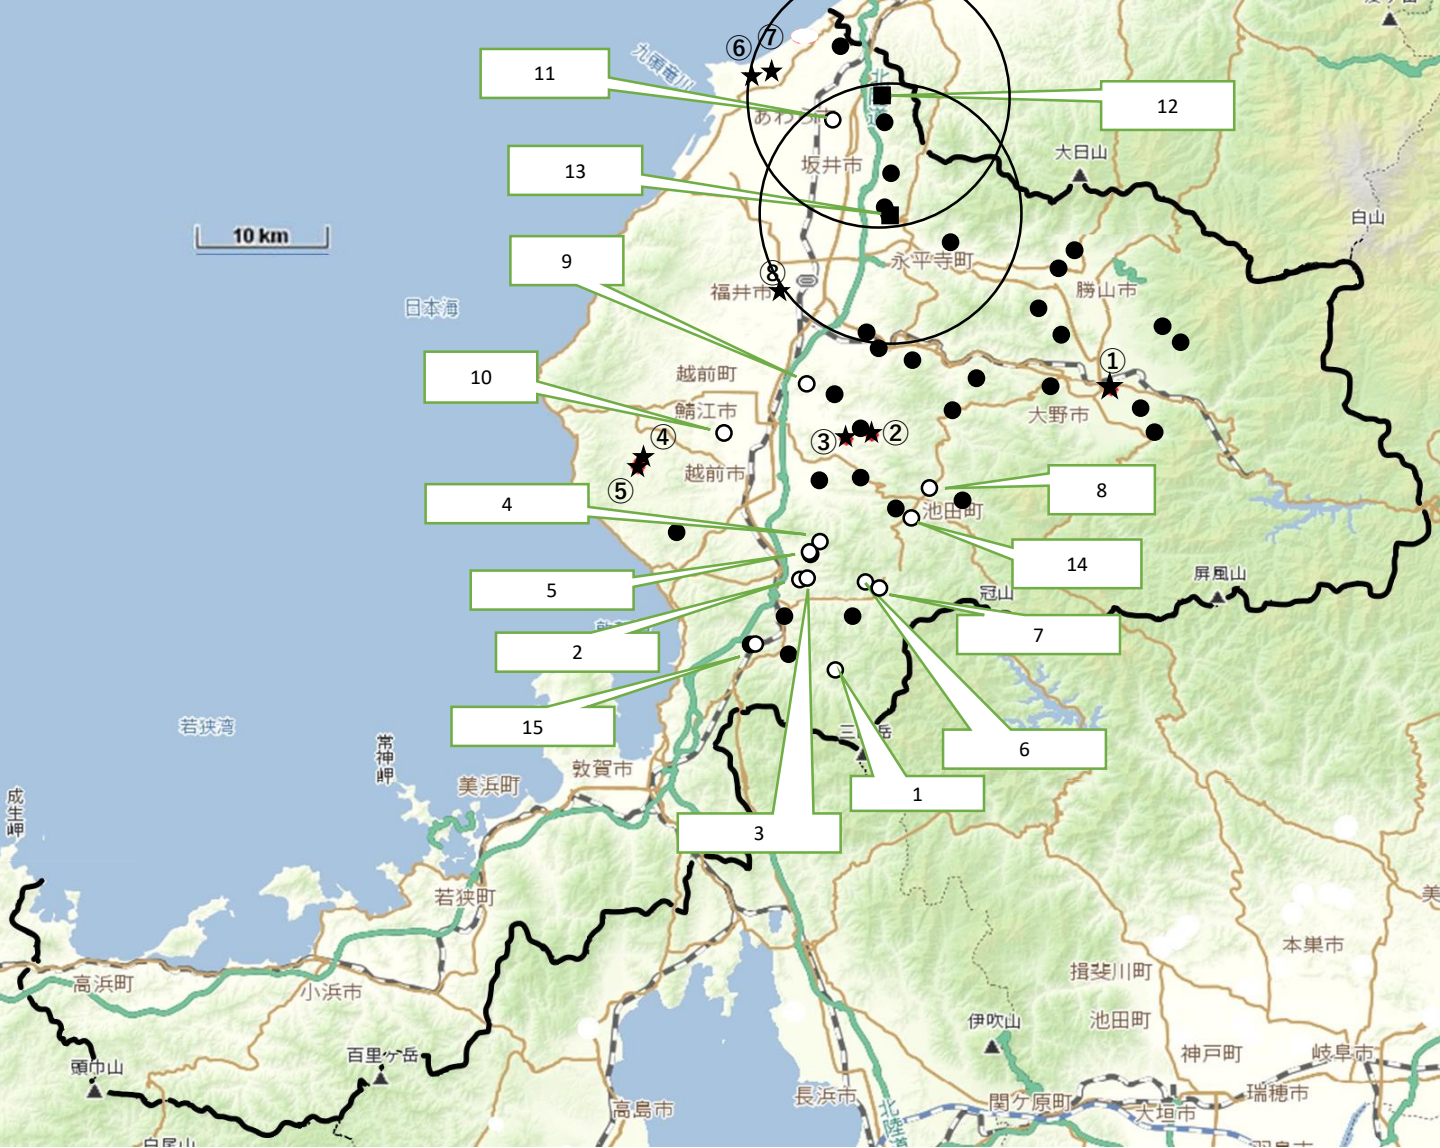 九頭竜川
⑥
⑦
11
北
道
12
あわら市
坂井市
大日山
13
白山
10 km
9
永平寺町
⑧
福井市
勝山市
日本海
10
越前町
①
鯖江市
大野市
④
③
②
越前市
⑤
8
4
池田町
14
5
屏風山
冠山
2
7
15
若狭湾
三
岳
常神岬
6
敦賀市
美浜町
1
成生岬
3
若狭町
美
本巣市
揖斐川町
高浜町
小浜市
伊吹山
池田町
百里ヶ岳
神戸町
岐阜市
頭巾山
長浜市
関ケ原町
瑞穂市
高島市
大垣市
北陸